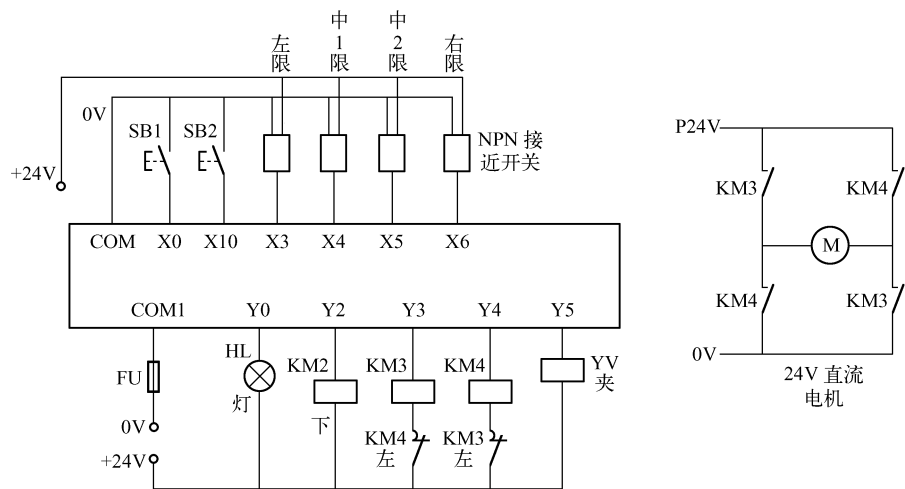 左限
中1限
中2限
右限
0V
SB1
SB2
NPN 接
近开关
+24V
COM
X0
X10
X3
X4
X5
X6
COM1
Y0
Y2
Y3
Y4
Y5
FU
HL
灯
KM2
下
KM3
KM4
YV
夹
KM4
左
KM3
左
0V
+24V
P24V
KM3
KM4
M
KM4
KM3
0V
24V 直流
电机